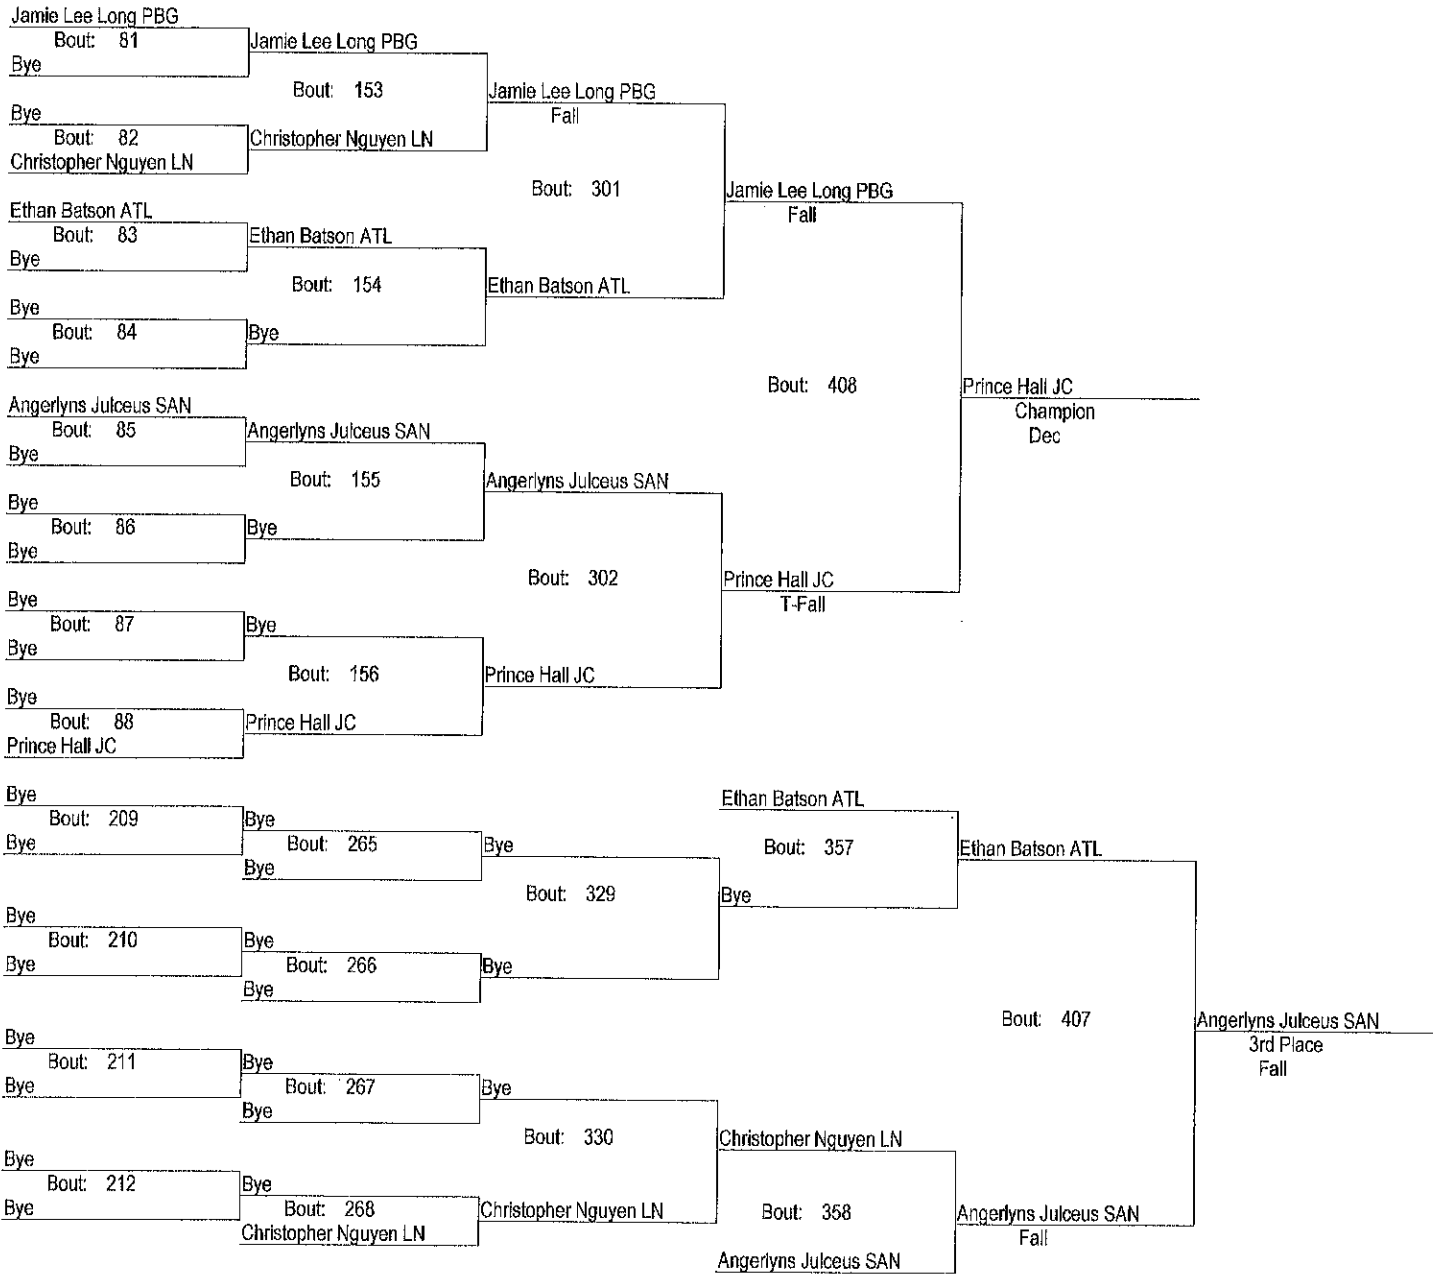 Jamie Lee Long PBG
Bout: 81
Bye
Jamie Lee Long PBG
Bout: 153
Jamie Lee Long PBG
Fall
Bye
Bout: 82
Christopher Nguyen LN
Christopher Nguyen LN
Bout: 301
Jamie Lee Long PBG
Fall
Ethan Batson ATL
Bout: 83
Bye
Ethan Batson ATL
Bout: 154
Ethan Batson ATL
Bye
Bout: 84
Bye
Bye
Bout: 408
Prince Hall JC
Champion
Dec
Angerlyns Julceus SAN
Bout: 85
Bye
Angerlyns Julceus SAN
Bout: 155
Angerlyns Julceus SAN
Bye
Bout: 86
Bye
Bye
Bout: 302
Prince Hall JC
T-Fall
Bye
Bout: 87
Bye
Bye
Bout: 156
Prince Hall JC
Bye
Bout: 88
Prince Hall JC
Prince Hall JC
Bye
Bout: 209
Bye
Bye
Bout: 265
Bye
Bye
Bout: 329
Ethan Batson ATL
Bout: 357
Bye
Ethan Batson ATL
Bye
Bout: 210
Bye
Bye
Bout: 266
Bye
Bye
Bout: 407
Angerlyns Julceus SAN
3rd Place
Fall
Bye
Bout: 211
Bye
Bye
Bout: 267
Bye
Bye
Bout: 330
Christopher Nguyen LN
Bye
Bout: 212
Bye
Bye
Bout: 268
Christopher Nguyen LN
Christopher Nguyen LN
Bout: 358
Angerlyns Julceus SAN
Angerlyns Julceus SAN
Fall